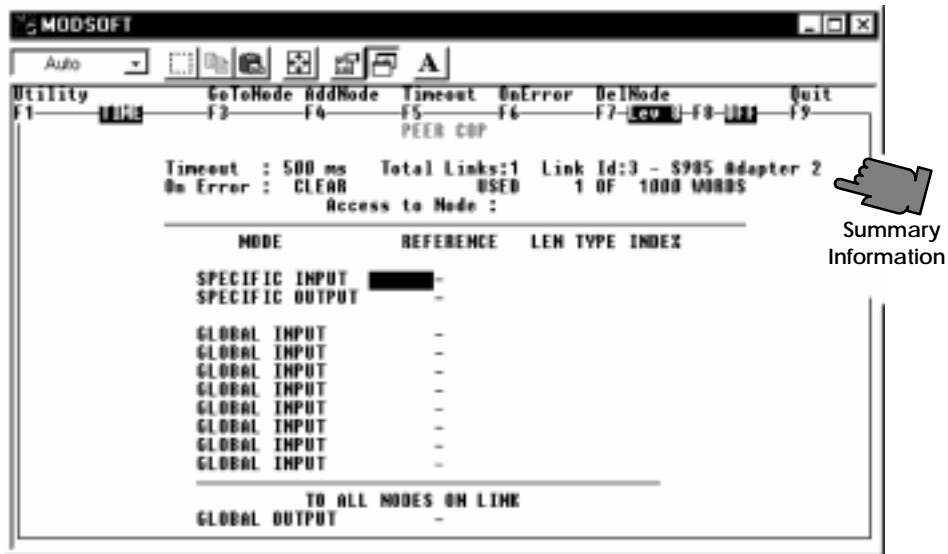 MODSOFT
Auto
A
Utility GoToNode AddNode Timeout OnError DelNode Quit
F1 F3 F4 F5 F6 F7 Lev 8 F8 OFF F9
PEER COP
Timeout : 500 ms Total Links:1 Link Id:3 - S985 Adapter 2
On Error : CLEAR USED 1 OF 1000 WORDS
Access to Node :
Summary
Information
MODE REFERENCE LEN TYPE INDEX
SPECIFIC INPUT -
SPECIFIC OUTPUT -
GLOBAL INPUT -
GLOBAL INPUT -
GLOBAL INPUT -
GLOBAL INPUT -
GLOBAL INPUT -
GLOBAL INPUT -
GLOBAL INPUT -
GLOBAL INPUT -
TO ALL NODES ON LINK
GLOBAL OUTPUT -